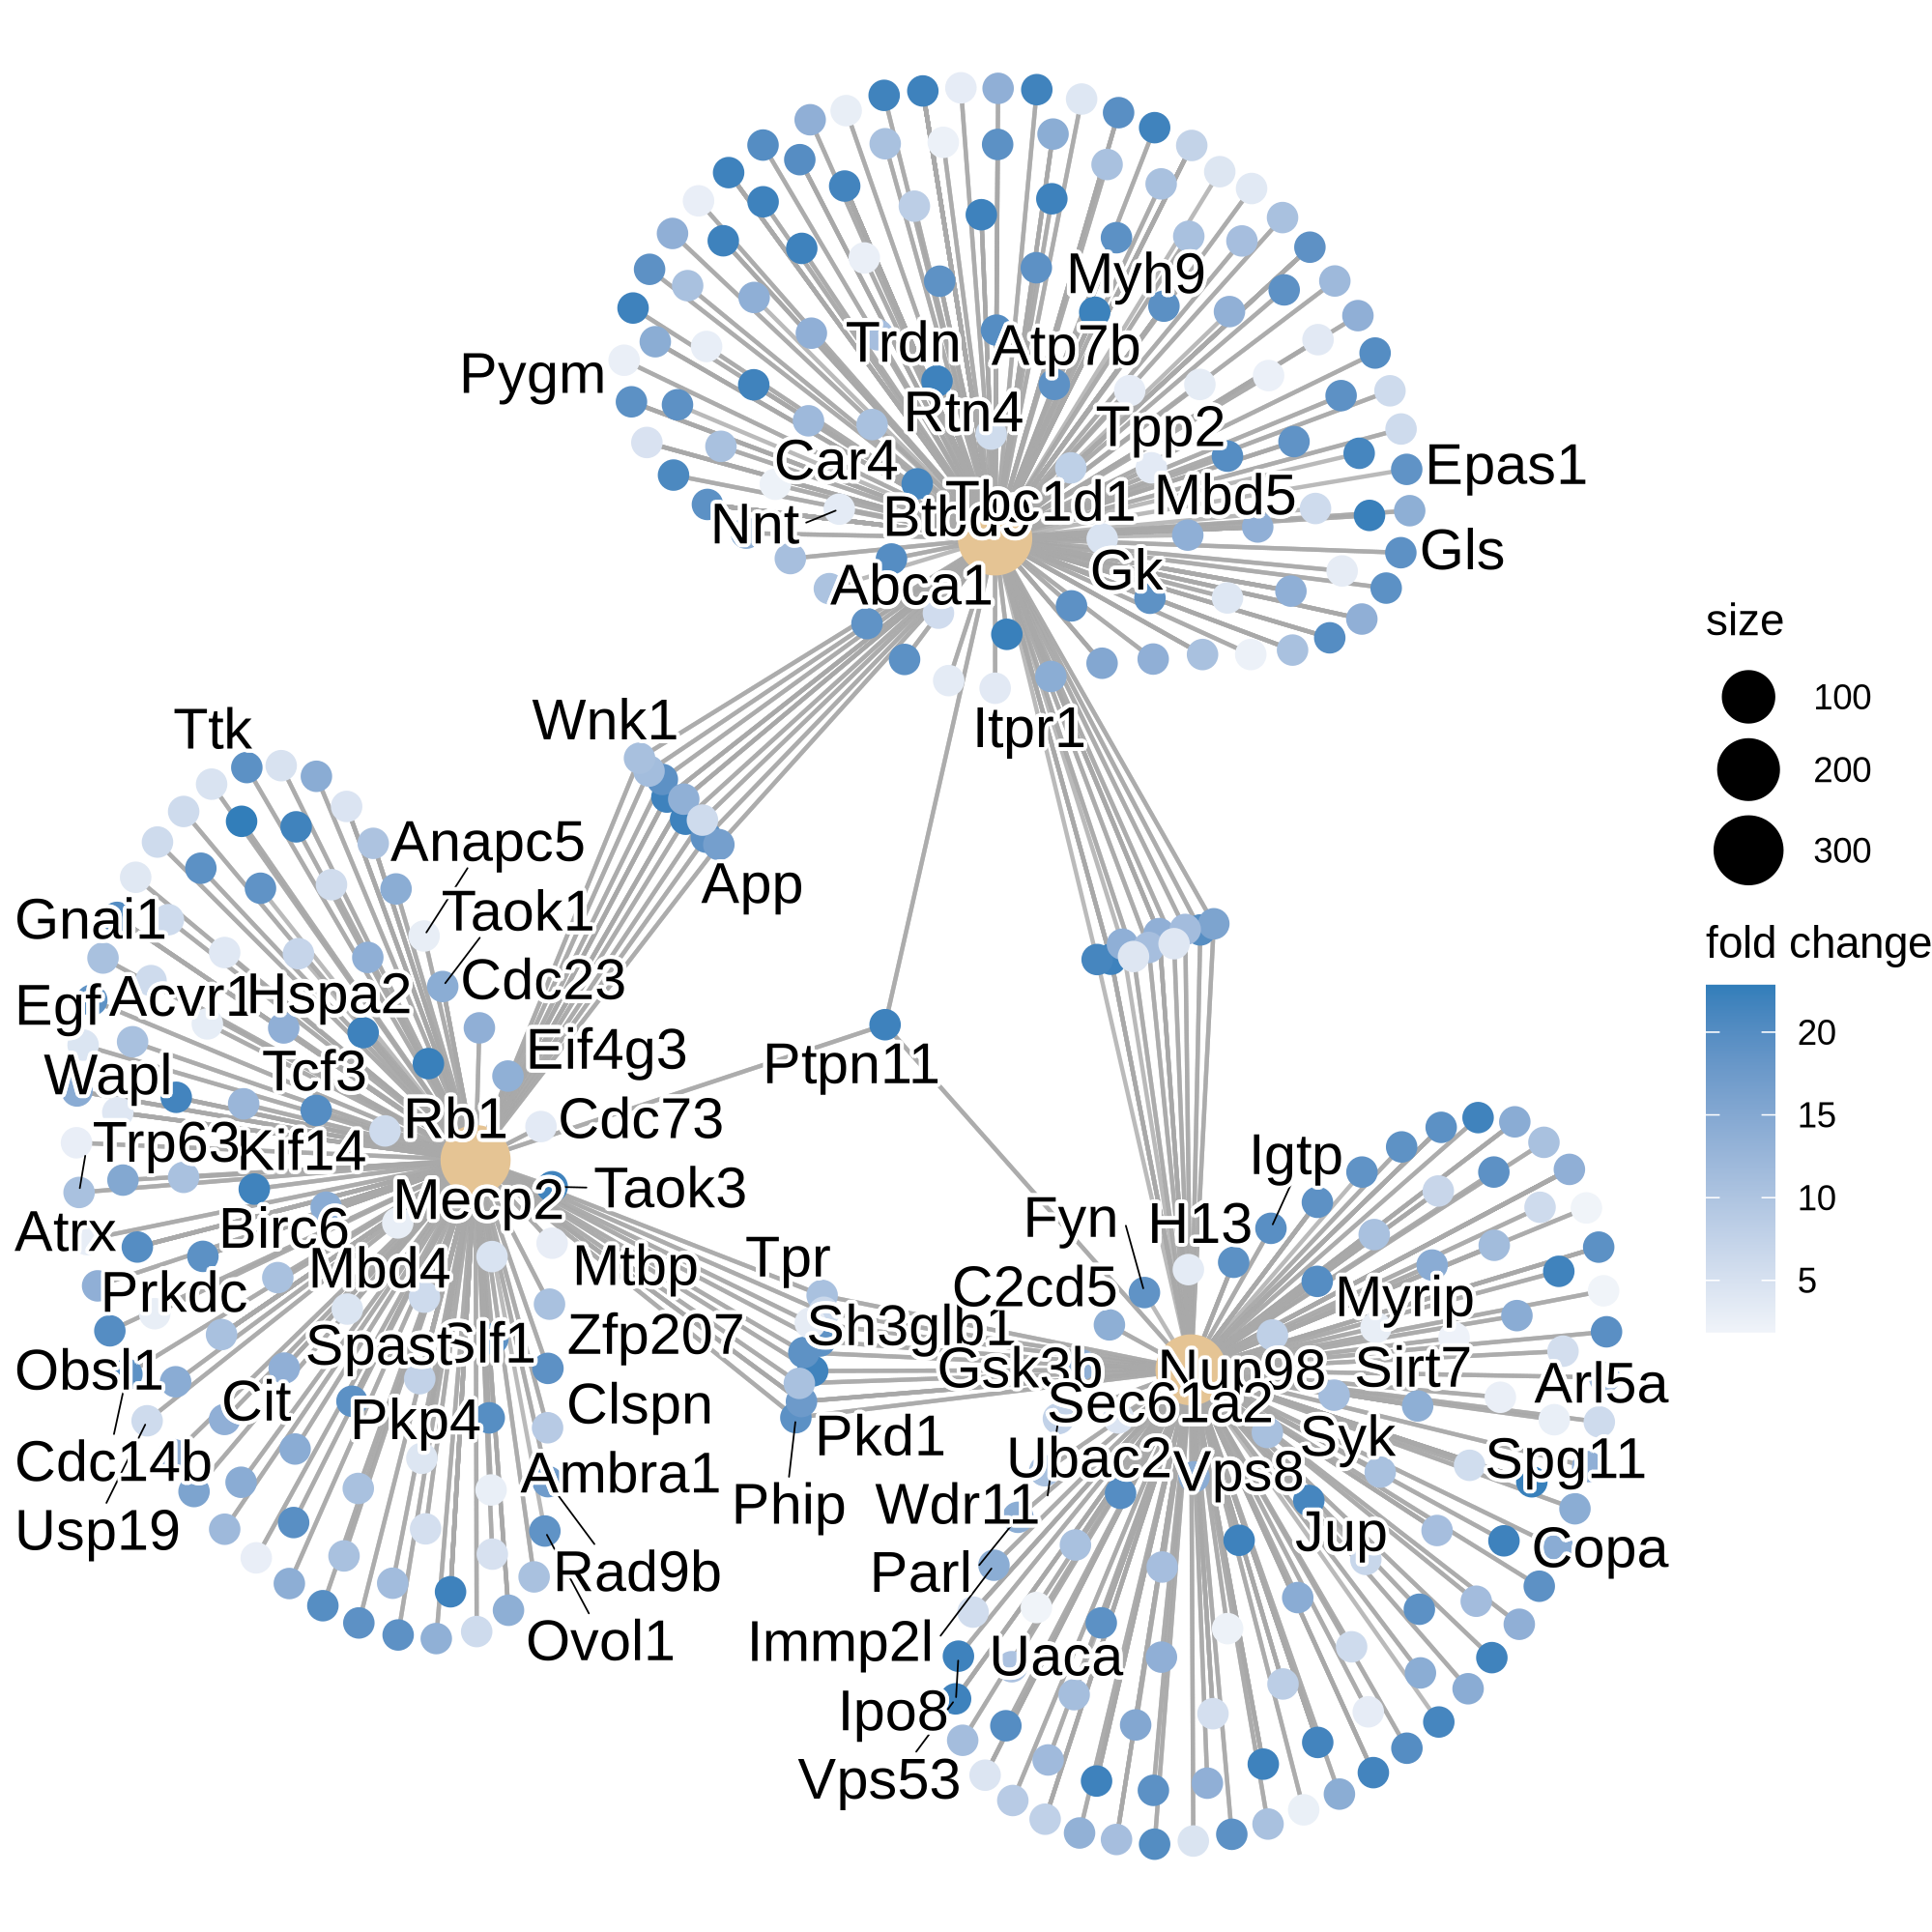 Myh9
Trdn
Atp7b
Pygm
Rtn4
Tpp2
Car4
Epas1
Tbc1d1
Mbd5
Nnt
Gls
Gk
Abca1
size
100
200
300
Wnk1
Itpr1
Ttk
Anapc5
App
Taok1
Gnai1
fold change
20
15
10
5
Cdc23
Hspa2
Acvr1
Egf
Eif4g3
Ptpn11
Wapl
Tcf3
Rb1
Cdc73
Trp63
Kif14
Igtp
Taok3
Mecp2
Fyn
H13
Atrx
Birc6
Mtbp
Tpr
Mbd4
C2cd5
Prkdc
Myrip
Zfp207
Sh3glb1
Spast
Obsl1
Gsk3b
Nup98
Sirt7
Arl5a
Cit
Clspn
Sec61a2
Pkp4
Pkd1
Syk
Cdc14b
Ubac2
Vps8
Spg11
Ambra1
Phip
Wdr11
Usp19
Jup
Copa
Rad9b
Parl
Ovol1
Immp2l
Uaca
Ipo8
Vps53